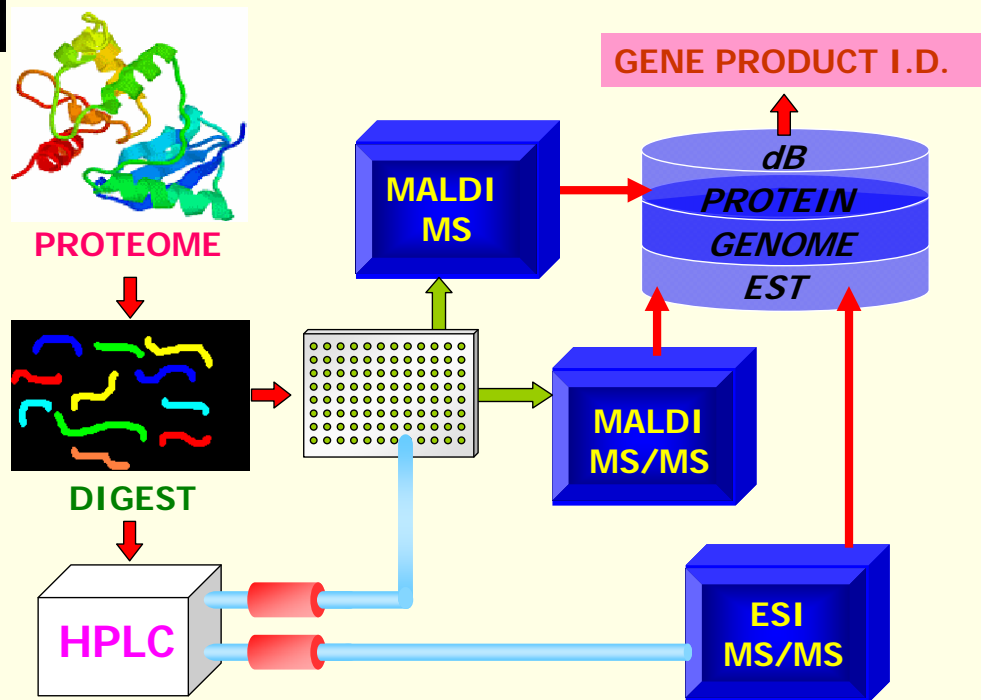 GENE PRODUCT I.D.
dB
PROTEIN
GENOME
EST
MALDI
MS
PROTEOME
MALDI
MS/MS
DIGEST
HPLC
ESI
MS/MS